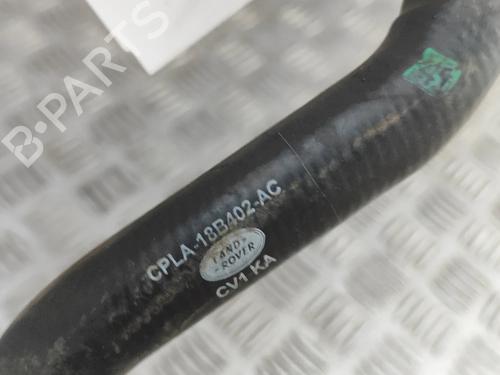 B-PARTS
CPLA-18B402-AC
LAND-
ROVER
CV1 KA